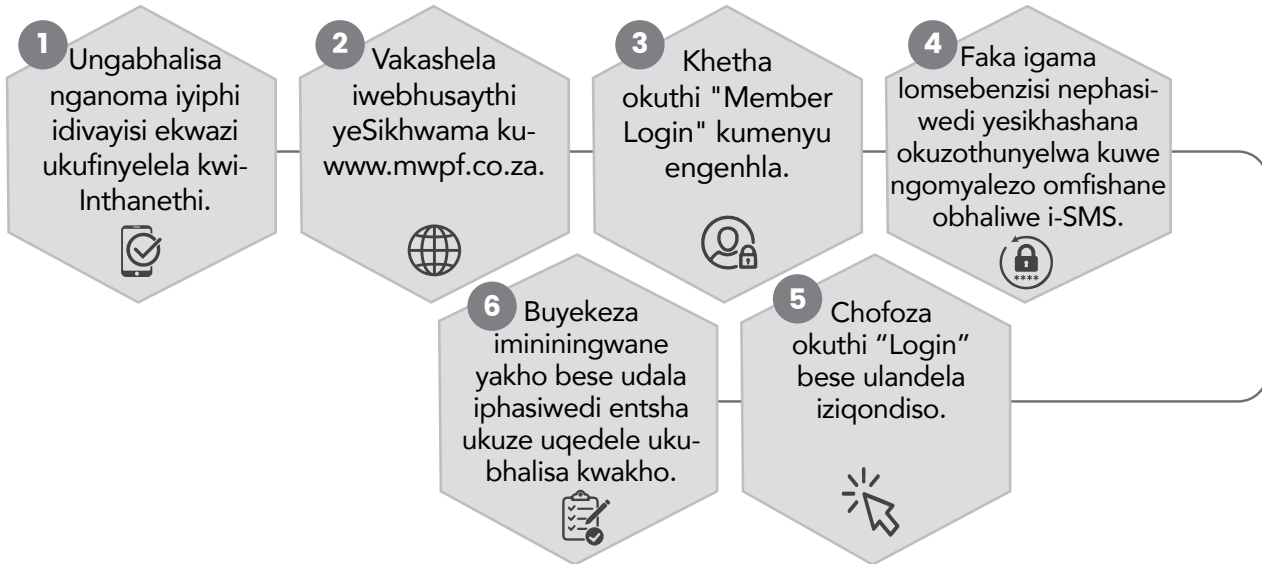 1
Ungabhalisa
nganoma iyiphi
idivayisi ekwazi
ukufinyelela kwi-
Inthanethi.
2
Vakashela
iwebhusaythi
yeSikhwama ku-
www.mwpf.co.za.
3
Khetha
okuthi "Member
Login" kumenyu
engenhla.
4
Faka igama
lomsebenzisi nephasi-
wedi yesikhashana
okuzothunyelwa kuwe
ngomyalezo omfishane
obhaliwe i-SMS.
****
5
Chofoza
okuthi “Login”
bese ulandela
iziqondiso.
6
Buyekeza
imininingwane
yakho bese udala
iphasiwedi entsha
ukuze uqedele uku-
bhalisa kwakho.